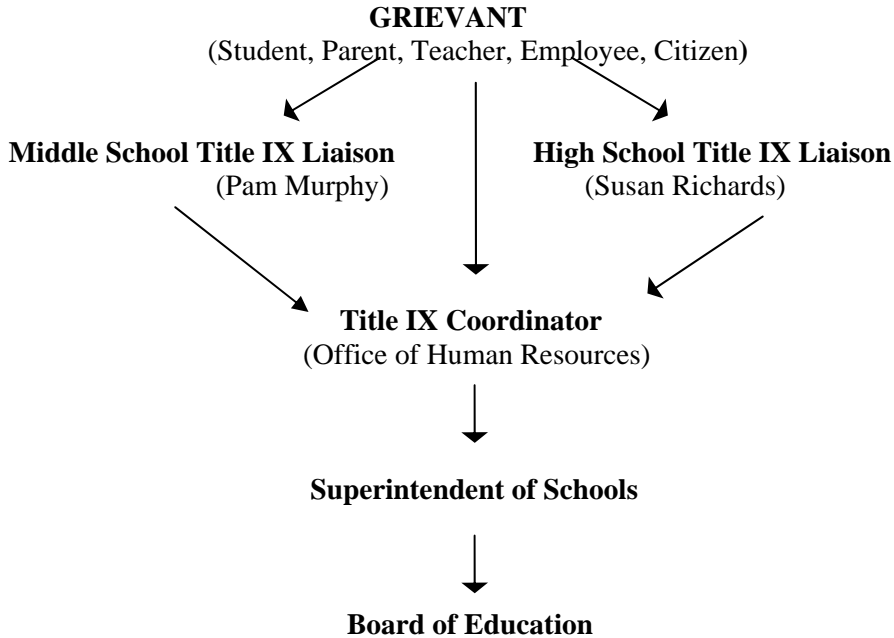 GRIEVANT
(Student, Parent, Teacher, Employee, Citizen)
Middle School Title IX Liaison
(Pam Murphy)
High School Title IX Liaison
(Susan Richards)
Title IX Coordinator
(Office of Human Resources)
Superintendent of Schools
Board of Education